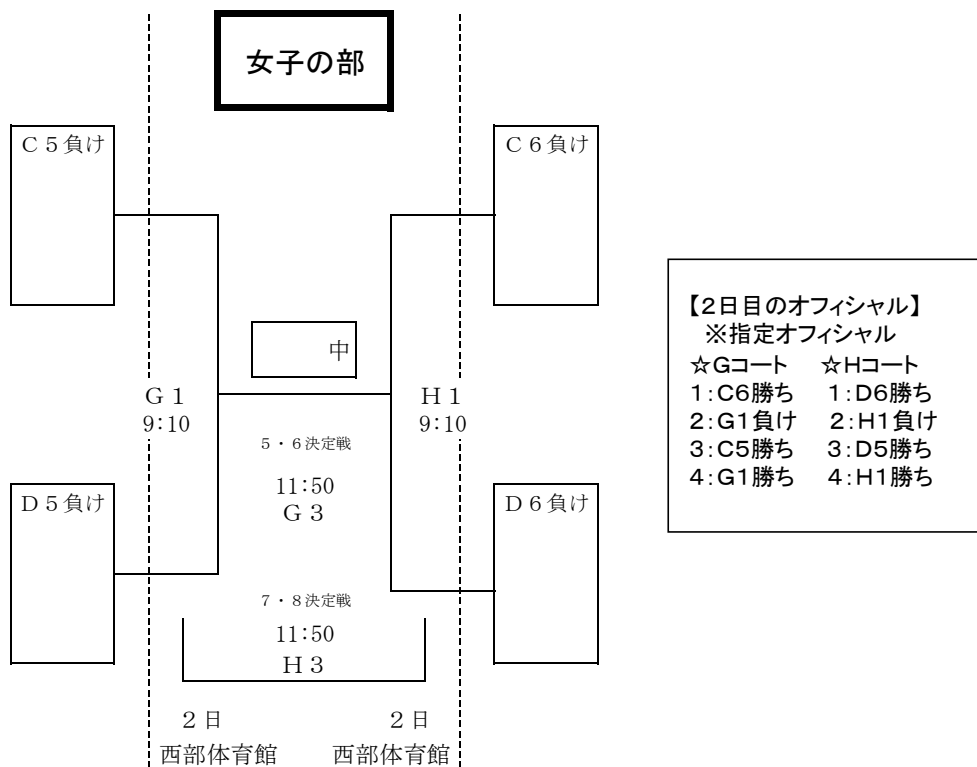 女子の部
C5負け
C6負け
中
G1
9:10
H1
9:10
5・6決定戦
11:50
G3
D5負け
D6負け
7・8決定戦
11:50
H3
2日
西部体育館
2日
西部体育館
【2日目のオフィシャル】
※指定オフィシャル
☆Gコート ☆Hコート
1:C6勝ち 1:D6勝ち
2:G1負け 2:H1負け
3:C5勝ち 3:D5勝ち
4:G1勝ち 4:H1勝ち